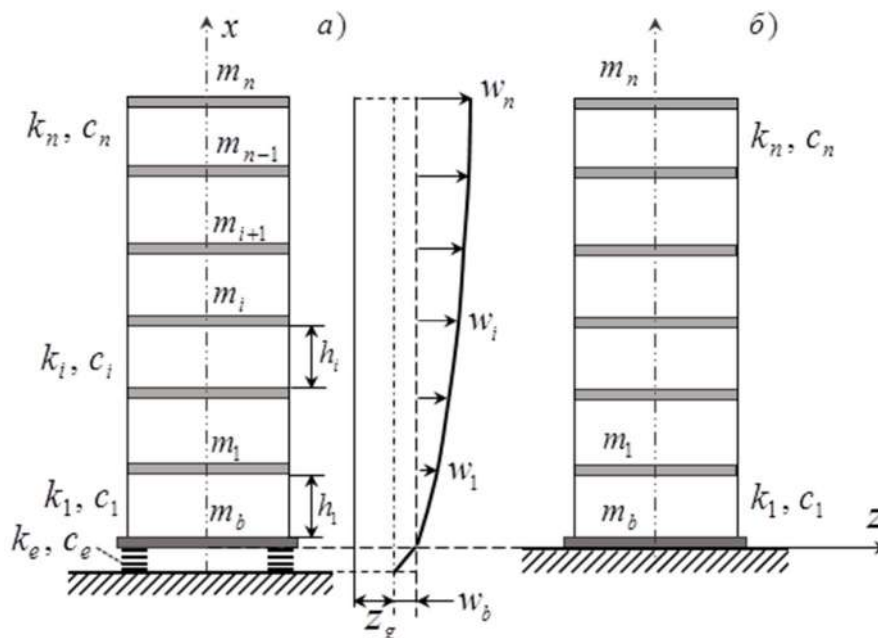 x
а)
б)
m_n
w_n
m_n
k_n, c_n
m_{n-1}
k_n, c_n
m_{i+1}
m_i
w_i
k_i, c_i
h_i
m_1
w_1
m_1
k_1, c_1
h_1
k_1, c_1
m_b
m_b
z
k_e, c_e
z_g
w_b